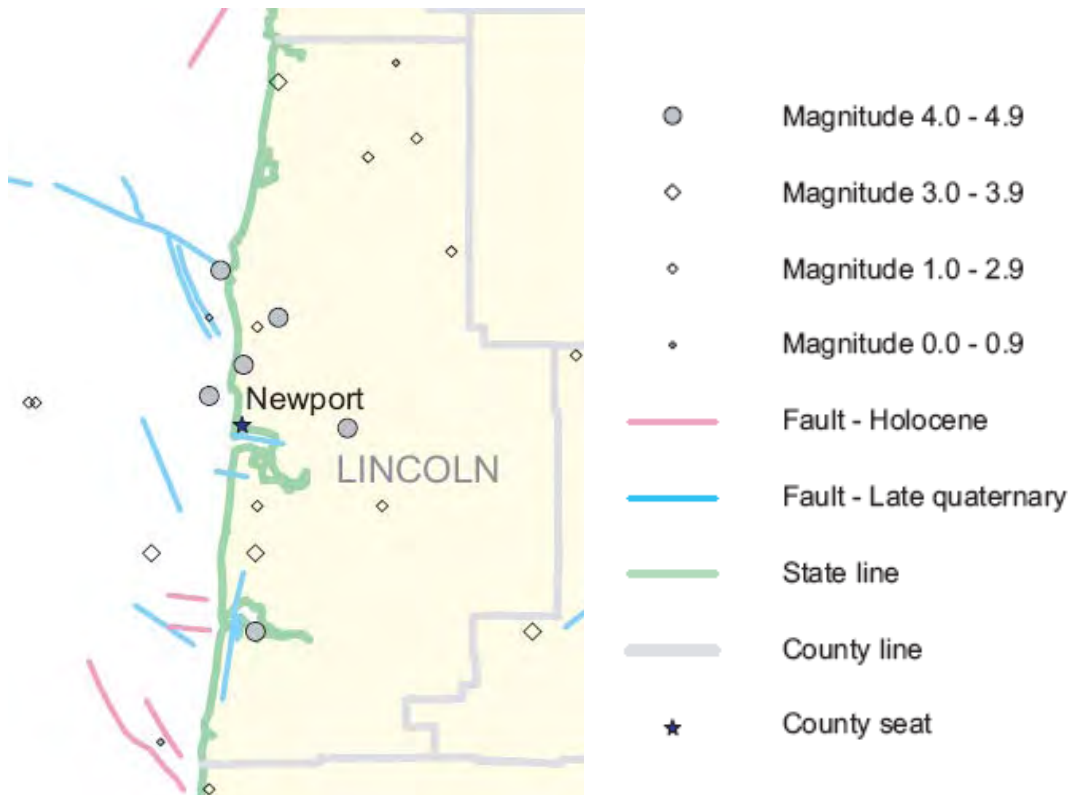 Newport
LINCOLN
Magnitude 4.0 - 4.9
Magnitude 3.0 - 3.9
Magnitude 1.0 - 2.9
Magnitude 0.0 - 0.9
Fault - Holocene
Fault - Late quaternary
State line
County line
County seat